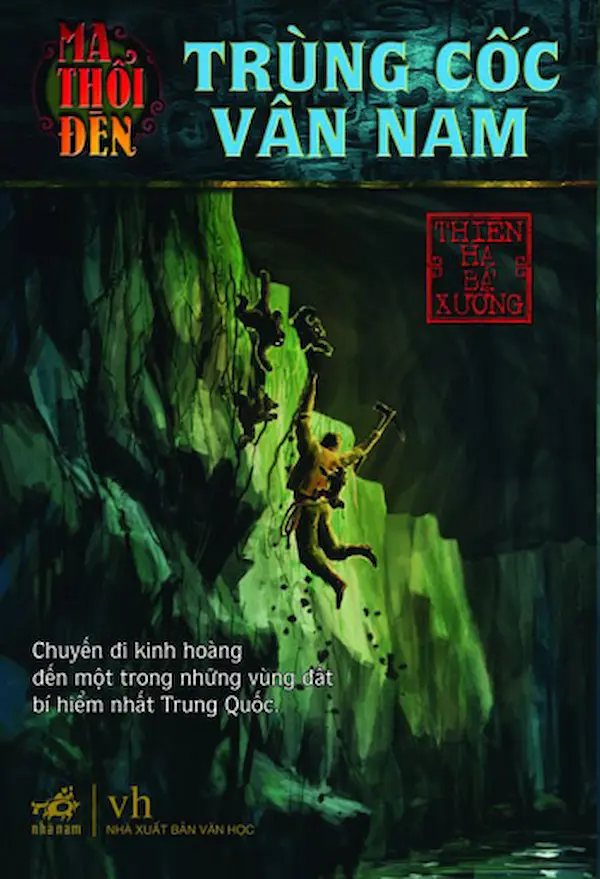 MA
THỔI
ĐÈN
TRÙNG CỐC
VÂN NAM
THIÊN
HẠ
BÁ
XƯỚNG
Chuyến đi kinh hoàng
đến một trong những vùng đất
bí hiểm nhất Trung Quốc.
nhã nam
vh
NHÀ XUẤT BẢN VĂN HỌC